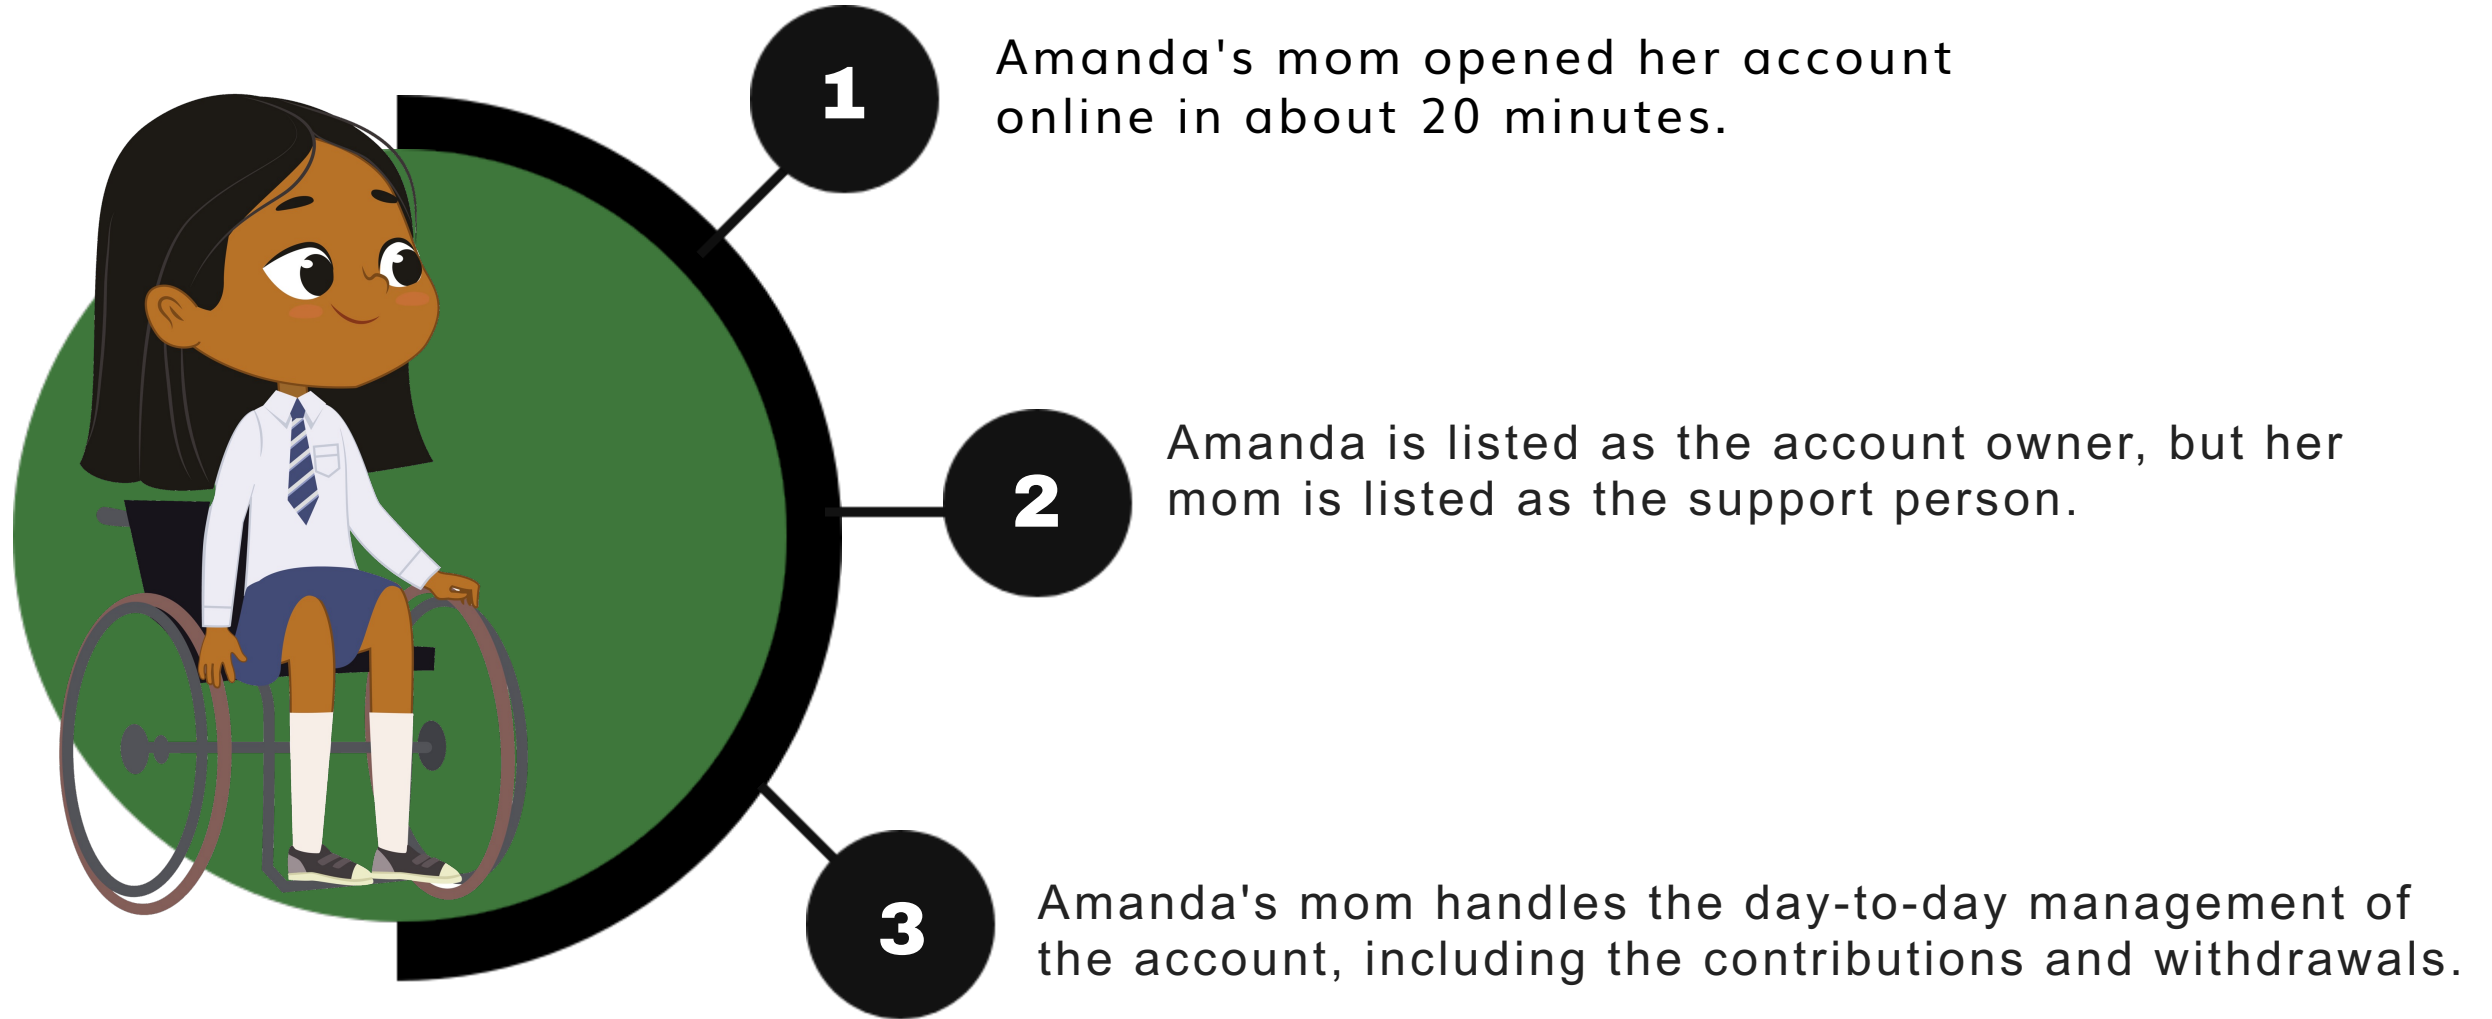 1
Amanda's mom opened her account
online in about 20 minutes.
2
Amanda is listed as the account owner, but her
mom is listed as the support person.
3
Amanda's mom handles the day-to-day management of
the account, including the contributions and withdrawals.